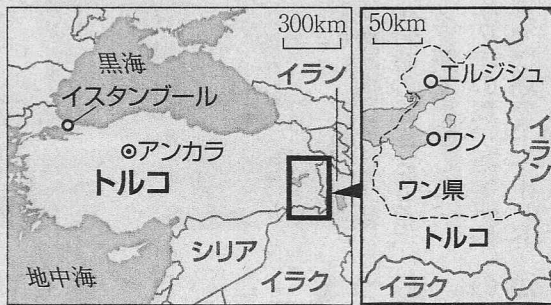 300km
黒海
イラン
イスタンブール
アンカラ
トルコ
シリア
イラク
地中海
50km
エルジシュ
ワン
イラン
ワン県
トルコ
イラク